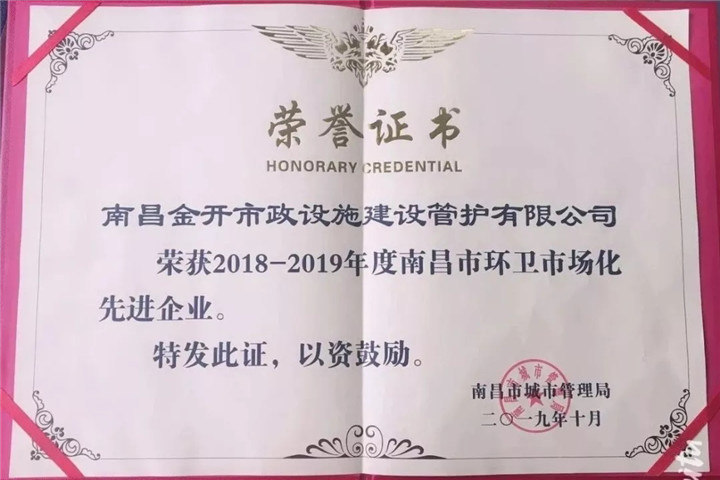 荣誉证书
HONORARY CREDENTIAL
南昌金开市政设施建设管护有限公司
荣获2018-2019年度南昌市环卫市场化
先进企业。
特发此证，以资鼓励。
南昌市城市管理局
二〇一九年十月